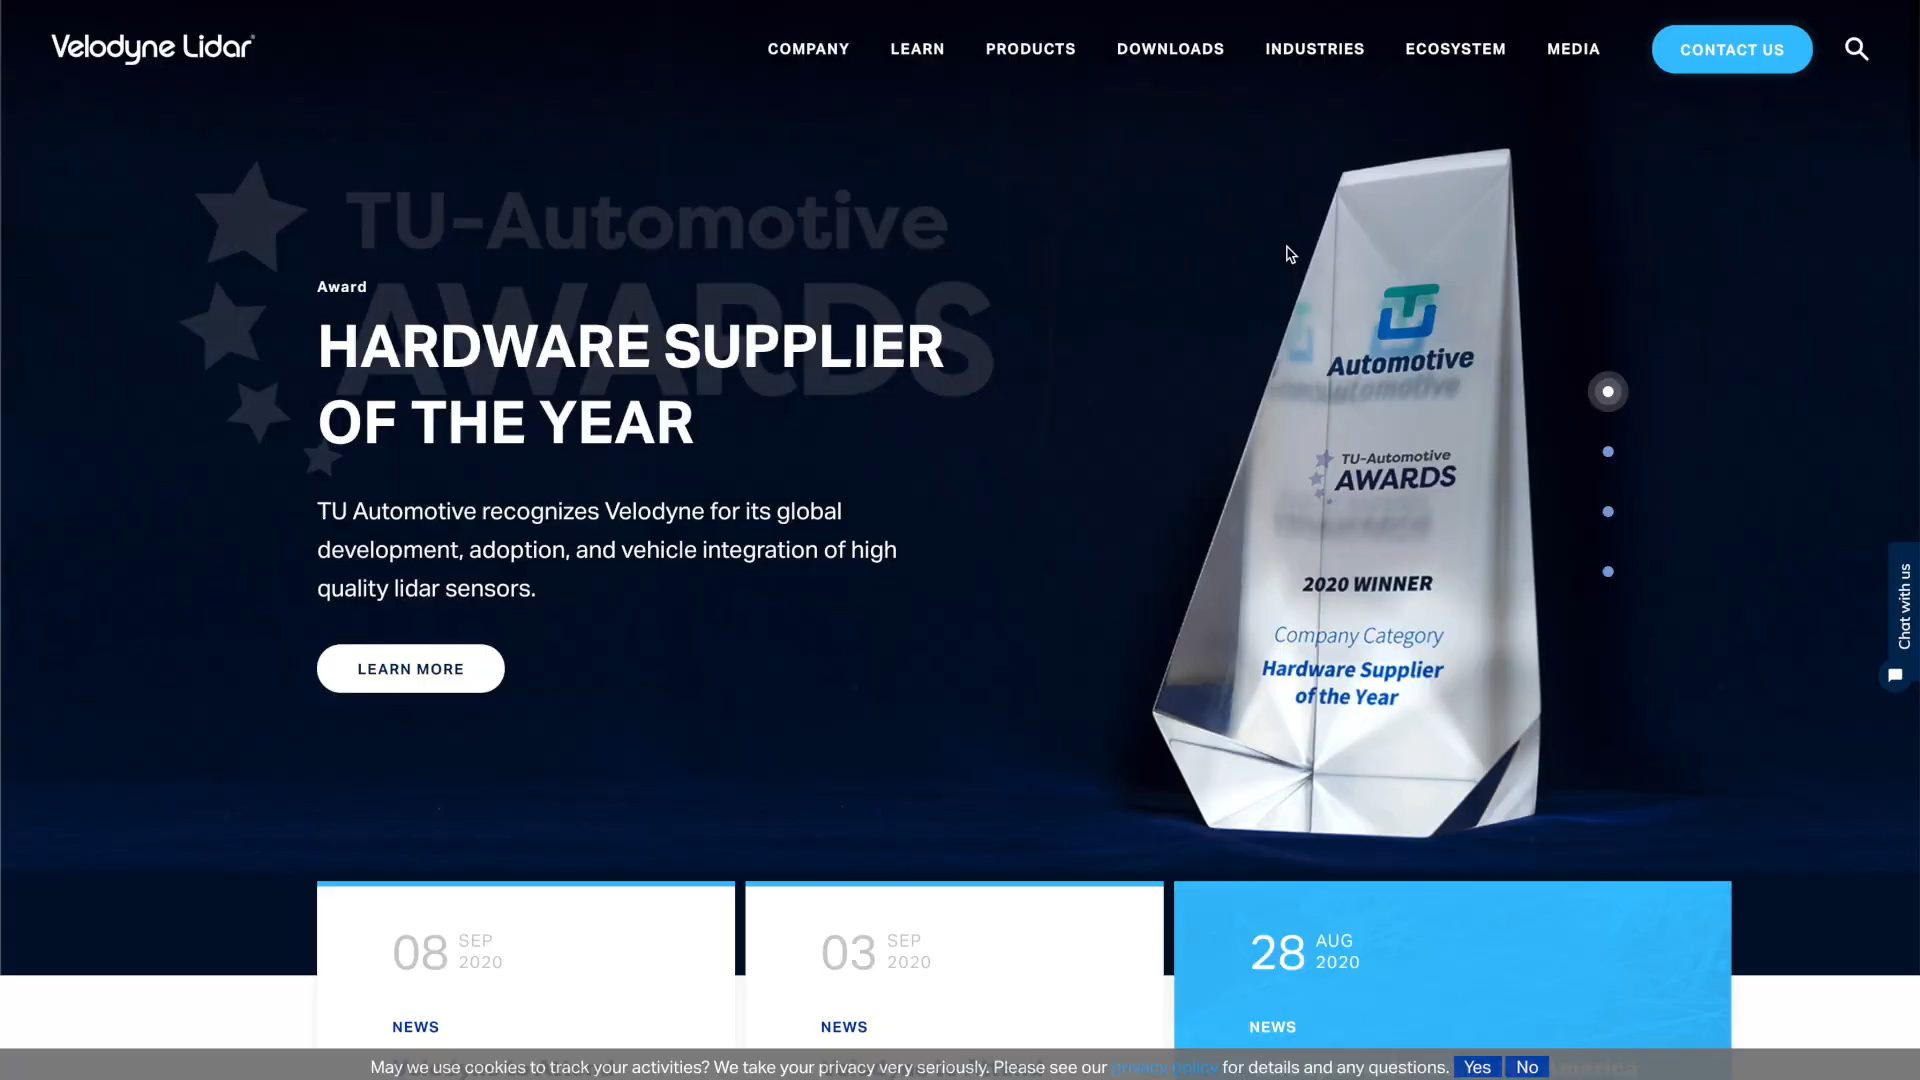 Velodyne Lidar
COMPANY
LEARN
PRODUCTS
DOWNLOADS
INDUSTRIES
ECOSYSTEM
MEDIA
CONTACT US
TU-Automotive
AWARDS
Award
HARDWARE SUPPLIER
OF THE YEAR
TU Automotive recognizes Velodyne for its global
development, adoption, and vehicle integration of high
quality lidar sensors.
LEARN MORE
TU
Automotive
TU-Automotive
AWARDS
2020 WINNER
Company Category
Hardware Supplier
of the Year
Chat with us
08 SEP
2020
NEWS
03 SEP
2020
NEWS
28 AUG
2020
NEWS
May we use cookies to track your activities? We take your privacy very seriously. Please see our privacy policy for details and any questions. Yes No